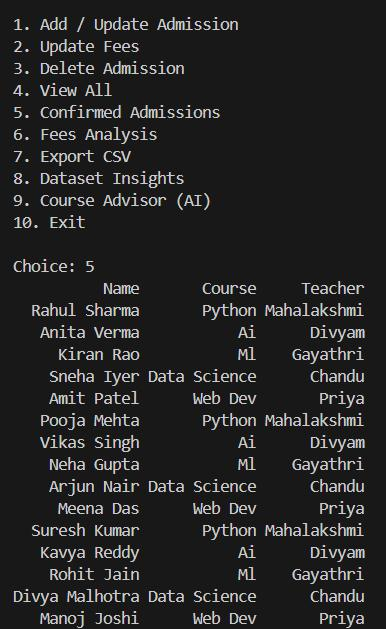 1. Add / Update Admission
2. Update Fees
3. Delete Admission
4. View All
5. Confirmed Admissions
6. Fees Analysis
7. Export CSV
8. Dataset Insights
9. Course Advisor (AI)
10. Exit
Choice: 5
Name Course Teacher
Rahul Sharma Python Mahalakshmi
Anita Verma Ai Divyam
Kiran Rao Ml Gayathri
Sneha Iyer Data Science Chandu
Amit Patel Web Dev Priya
Pooja Mehta Python Mahalakshmi
Vikas Singh Ai Divyam
Neha Gupta Ml Gayathri
Arjun Nair Data Science Chandu
Meena Das Web Dev Priya
Suresh Kumar Python Mahalakshmi
Kavya Reddy Ai Divyam
Rohit Jain Ml Gayathri
Divya Malhotra Data Science Chandu
Manoj Joshi Web Dev Priya